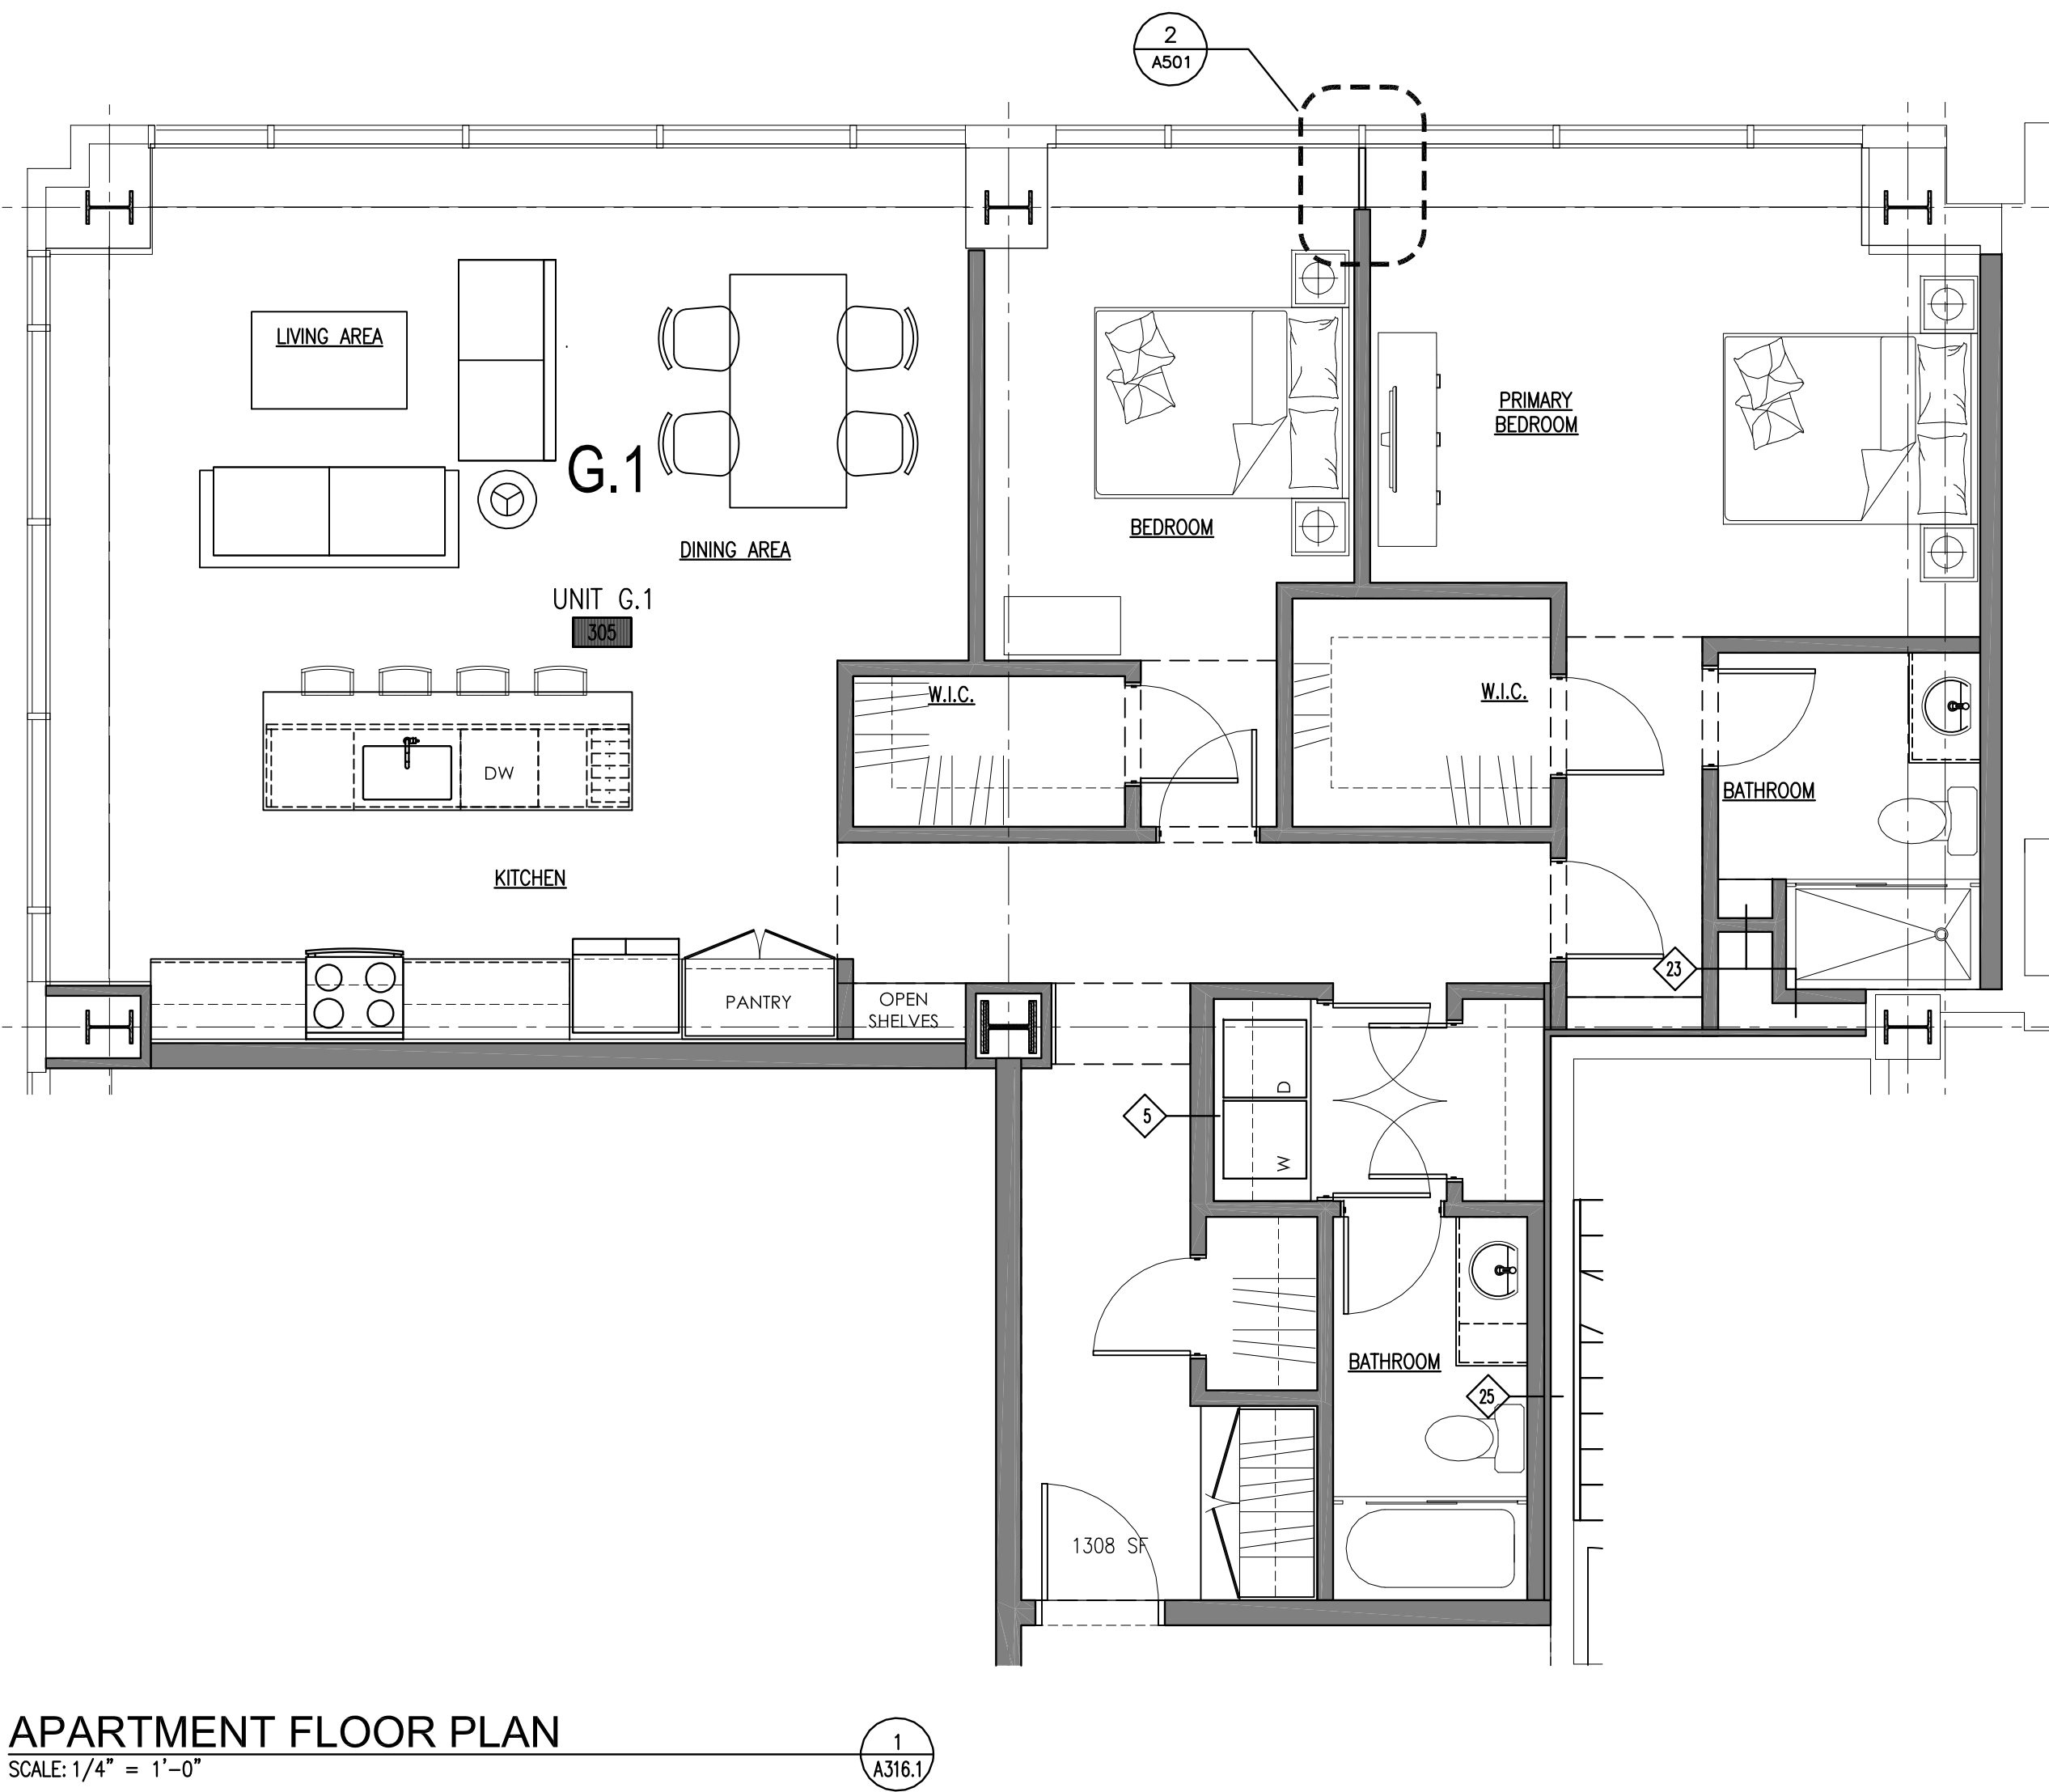 2
A501
LIVING AREA
G.1
DINING AREA
UNIT G.1
305
BEDROOM
PRIMARY
BEDROOM
W.I.C.
W.I.C.
DW
BATHROOM
KITCHEN
PANTRY
OPEN
SHELVES
23
D
W
5
BATHROOM
25
1308 SF
APARTMENT FLOOR PLAN
SCALE: 1/4" = 1'-0"
1
A316.1